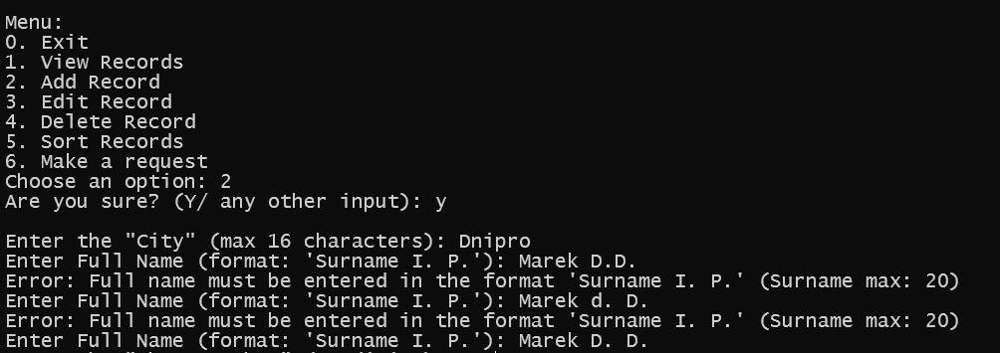 Menu:
0. Exit
1. View Records
2. Add Record
3. Edit Record
4. Delete Record
5. Sort Records
6. Make a request
Choose an option: 2
Are you sure? (Y/ any other input): y
Enter the "City" (max 16 characters): Dnipro
Enter Full Name (format: 'Surname I. P.'): Marek D.D.
Error: Full name must be entered in the format 'Surname I. P.' (Surname max: 20)
Enter Full Name (format: 'Surname I. P.'): Marek d. D.
Error: Full name must be entered in the format 'Surname I. P.' (Surname max: 20)
Enter Full Name (format: 'Surname I. P.'): Marek D. D.